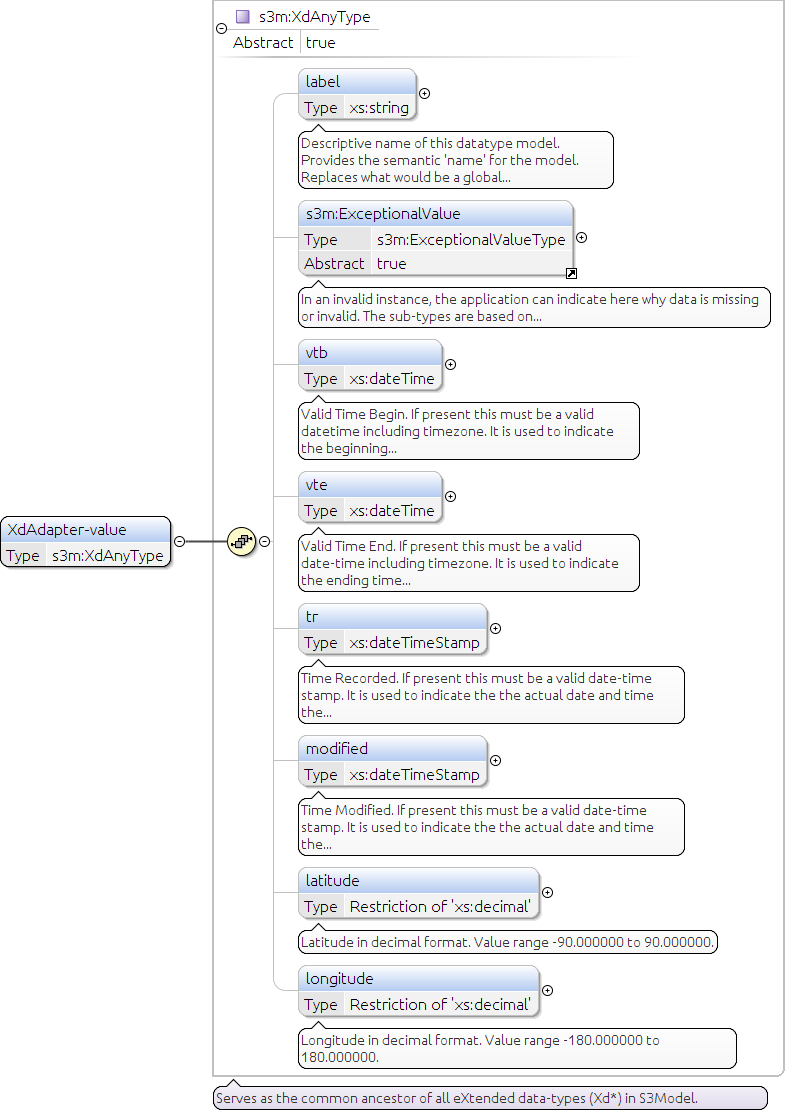 s3m:XdAnyType
Abstract true
label
Type xs:string
Descriptive name of this datatype model.
Provides the semantic 'name' for the model.
Replaces what would be a global...
s3m:ExceptionalValue
Type s3m:ExceptionalValueType
Abstract true
In an invalid instance, the application can indicate here why data is missing
or invalid. The sub-types are based on...
vtb
Type xs:dateTime
Valid Time Begin. If present this must be a valid
datetime including timezone. It is used to indicate
the beginning...
vte
Type xs:dateTime
XdAdapter-value
Type s3m:XdAnyType
Valid Time End. If present this must be a valid
date-time including timezone. It is used to indicate
the ending time...
tr
Type xs:dateTimeStamp
Time Recorded. If present this must be a valid date-time
stamp. It is used to indicate the the actual date and time
the...
modified
Type xs:dateTimeStamp
Time Modified. If present this must be a valid date-time
stamp. It is used to indicate the the actual date and time
the...
latitude
Type Restriction of 'xs:decimal'
Latitude in decimal format. Value range -90.000000 to 90.000000.
longitude
Type Restriction of 'xs:decimal'
Longitude in decimal format. Value range -180.000000 to
180.000000.
Serves as the common ancestor of all eXtended data-types (Xd*) in S3Model.